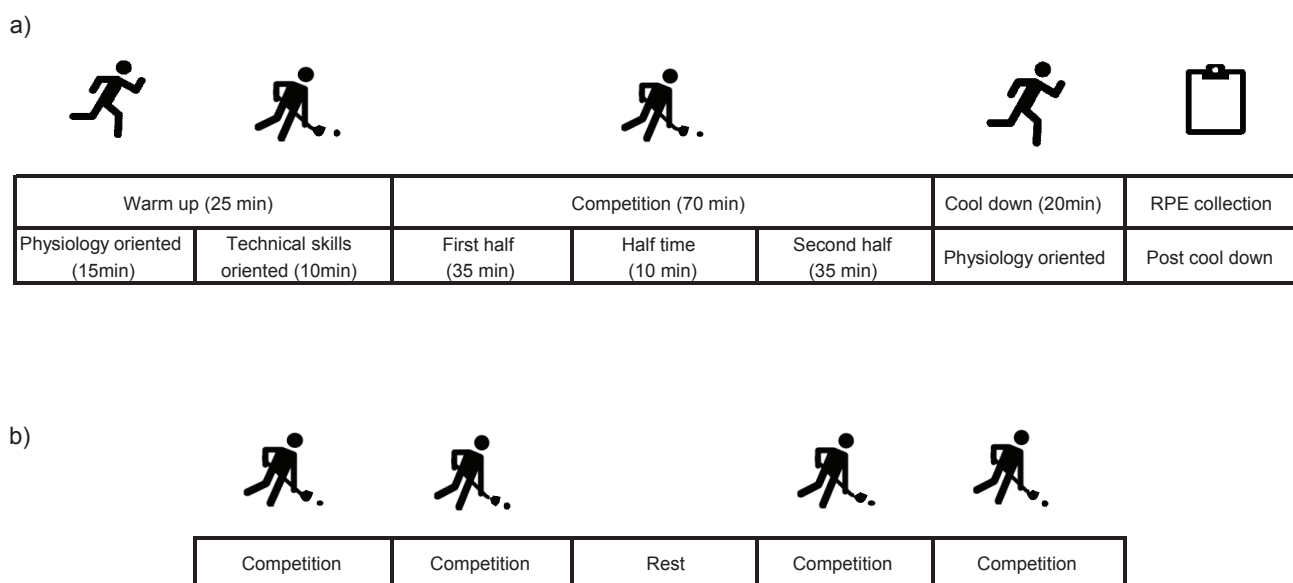 a)
Warm up (25 min)
Competition (70 min)
Cool down (20min)
RPE collection
Physiology oriented
(15min)
Technical skills
oriented (10min)
First half
(35 min)
Half time
(10 min)
Second half
(35 min)
Physiology oriented
Post cool down
b)
Competition
Competition
Rest
Competition
Competition